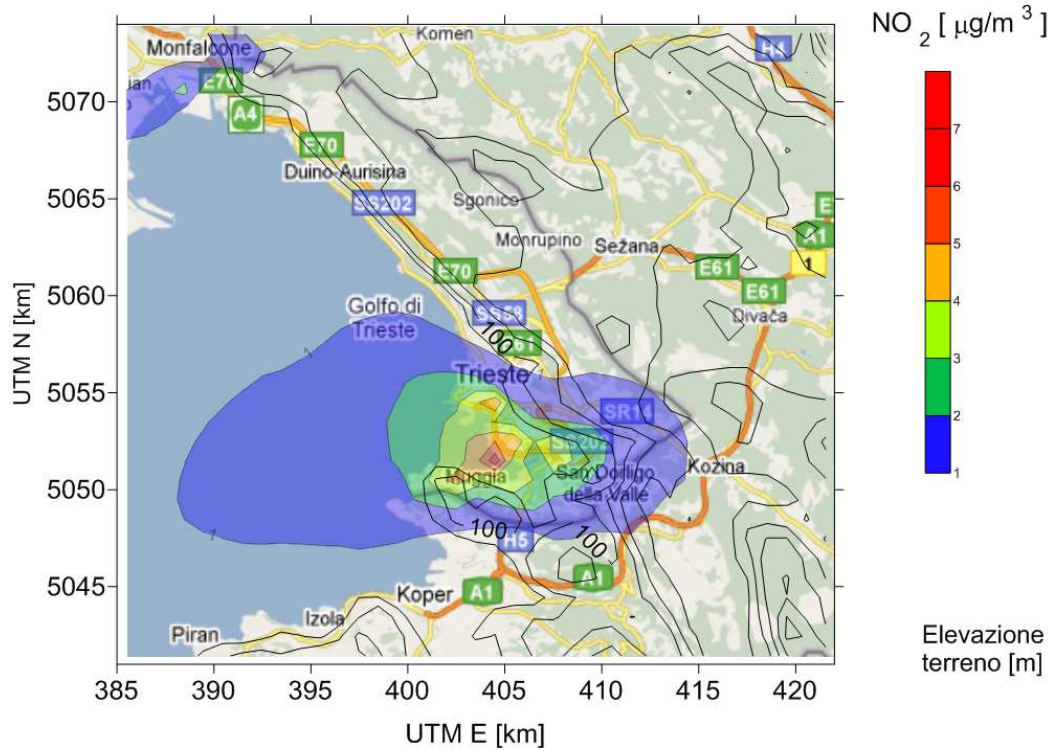 NO 2 [ µg/m 3 ]
Komen
H4
Monfalcone
E70
A4
E70
Duino-Aurisina
SS202
Sgonico
Monrupino
Sežana
A1
1
E70
E61
E61
Golfo di
Trieste
SS58
100
E61
Divača
Trieste
SR14
SS202
Kozina
Muggia
San Dorligo
della Valle
100
H5
100
A1
Koper
A1
Izola
Piran
5070
5065
5060
5055
5050
5045
UTM N [km]
385
390
395
400
405
410
415
420
UTM E [km]
7
6
5
4
3
2
1
Elevazione
terreno [m]